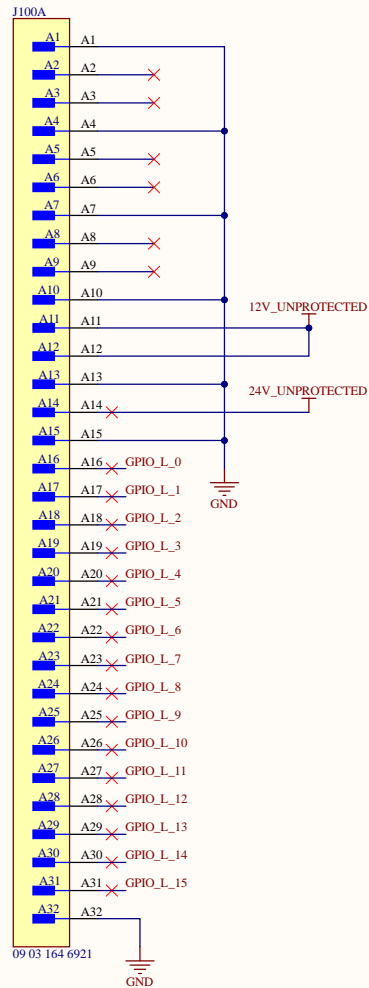 J100A
A1 A1
A2 A2
A3 A3
A4 A4
A5 A5
A6 A6
A7 A7
A8 A8
A9 A9
A10 A10
12V_UNPROTECTED
A11 A11
A12 A12
A13 A13
24V_UNPROTECTED
A14 A14
A15 A15
A16 A16 GPIO_L_0
A17 A17 GPIO_L_1
GND
A18 A18 GPIO_L_2
A19 A19 GPIO_L_3
A20 A20 GPIO_L_4
A21 A21 GPIO_L_5
A22 A22 GPIO_L_6
A23 A23 GPIO_L_7
A24 A24 GPIO_L_8
A25 A25 GPIO_L_9
A26 A26 GPIO_L_10
A27 A27 GPIO_L_11
A28 A28 GPIO_L_12
A29 A29 GPIO_L_13
A30 A30 GPIO_L_14
A31 A31 GPIO_L_15
A32 A32
09 03 164 6921
GND